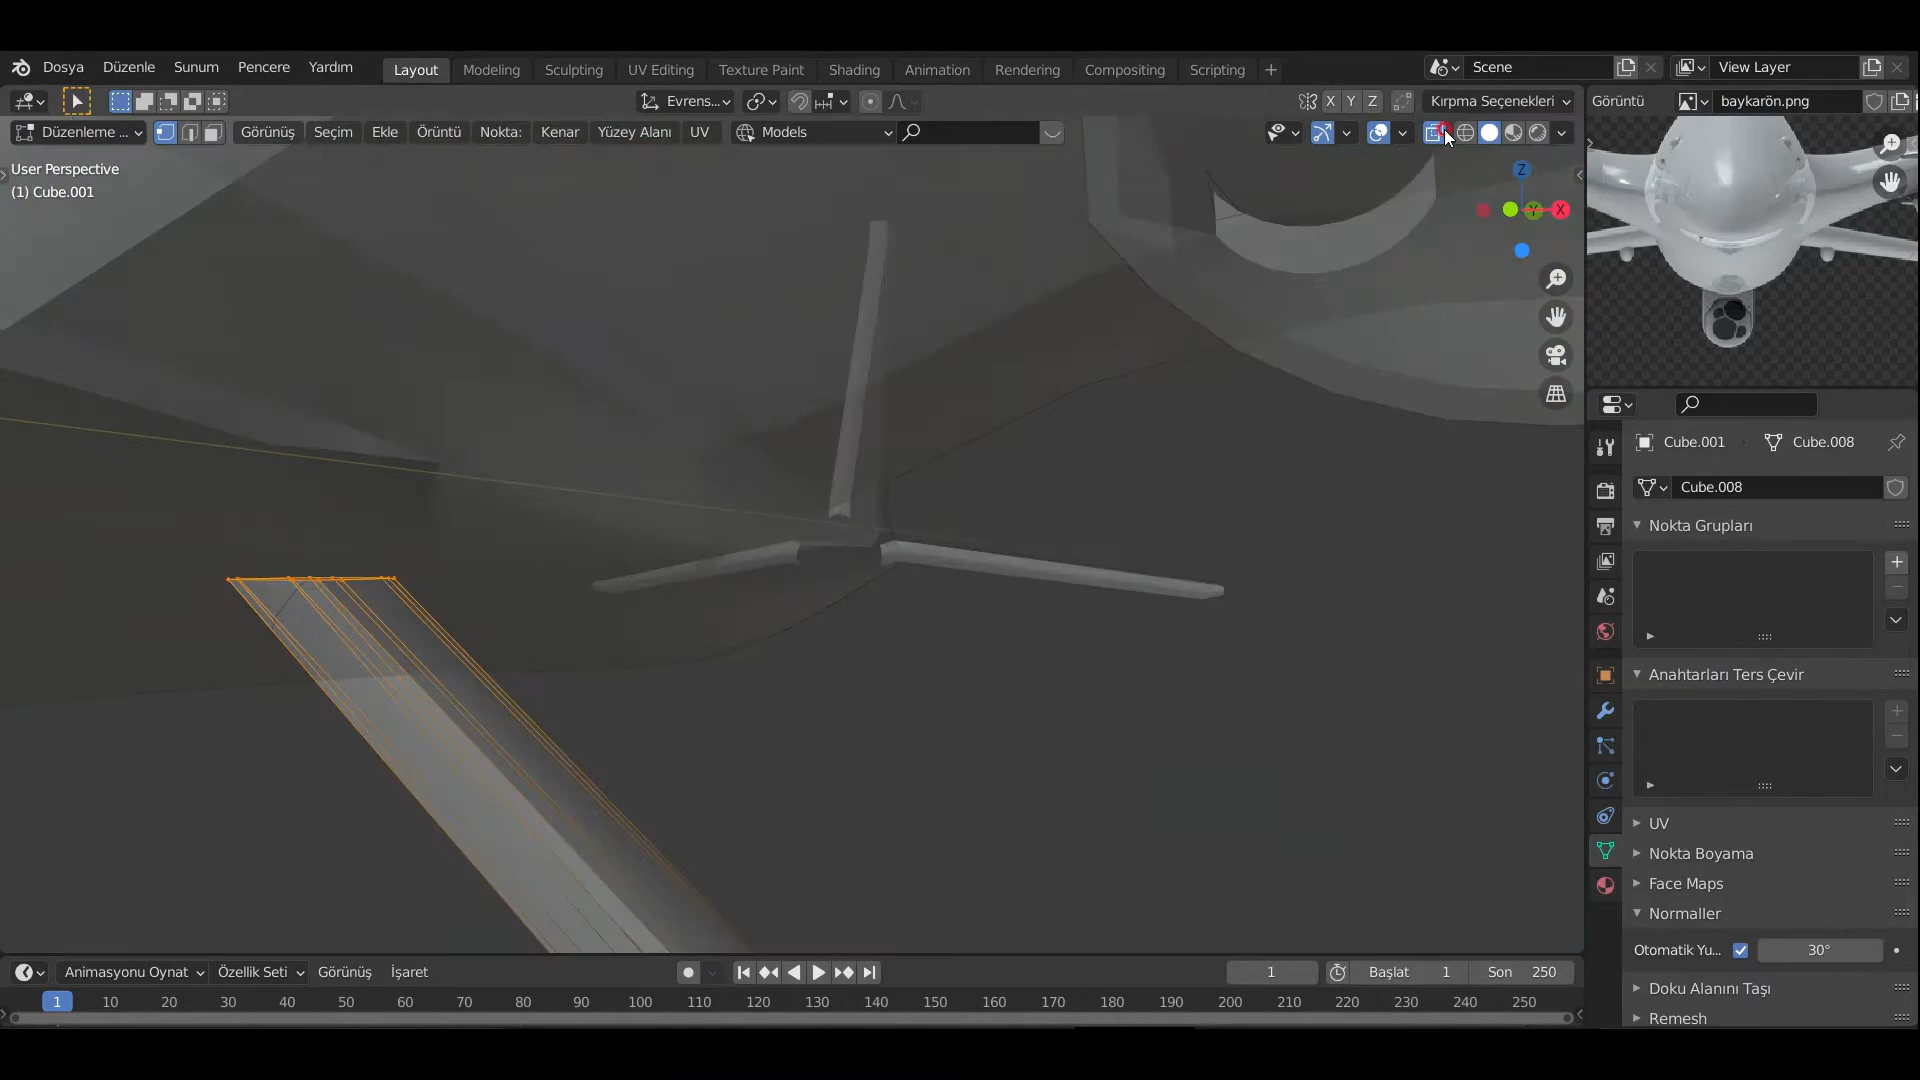 Dosya Düzenle Sunum Pencere Yardım Layout Modeling Sculpting UV Editing Texture Paint Shading Animation Rendering Compositing Scripting + Scene View Layer
Evrens... X Y Z Kırpma Seçenekleri Görüntü baykarön.png
Düzenleme ... Görünüş Seçim Ekle Örüntü Nokta: Kenar Yüzey Alanı UV Models
User Perspective
(1) Cube.001
Z
Y X
Cube.001 Cube.008
Cube.008
Nokta Grupları
Anahtarları Ters Çevir
UV
Nokta Boyama
Face Maps
Normaller
Otomatik Yu... 30°
Doku Alanını Taşı
Remesh
Animasyonu Oynat Özellik Seti Görünüş İşaret 1 Başlat 1 Son 250
1 10 20 30 40 50 60 70 80 90 100 110 120 130 140 150 160 170 180 190 200 210 220 230 240 250